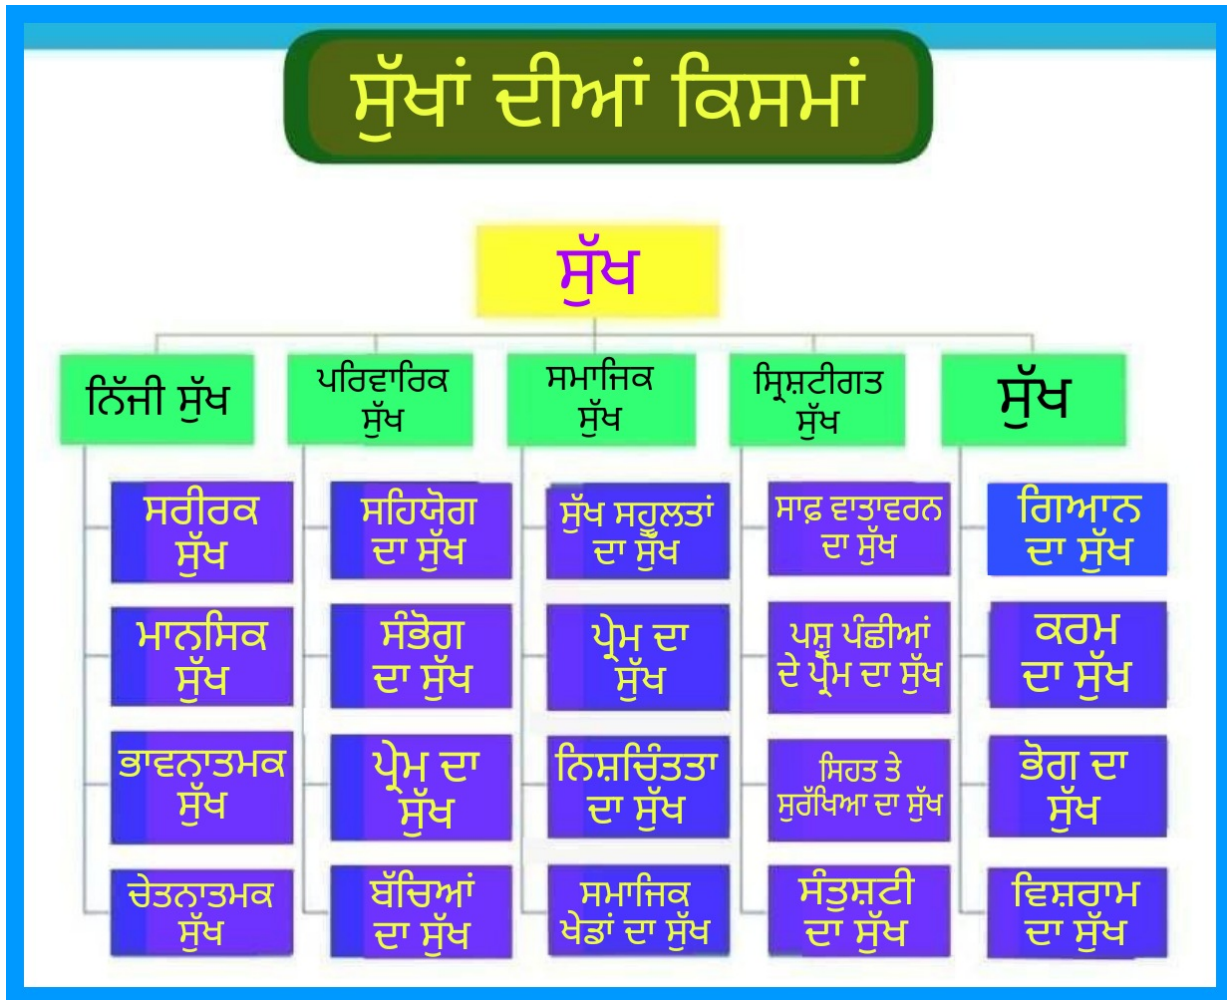 ਸੁੱਖਾਂ ਦੀਆਂ ਕਿਸਮਾਂ
ਸੁੱਖ
ਨਿੱਜੀ ਸੁੱਖ
ਸਰੀਰਕ
ਸੁੱਖ
ਮਾਨਸਿਕ
ਸੁੱਖ
ਭਾਵਨਾਤਮਕ
ਸੁੱਖ
ਚੇਤਨਾਤਮਕ
ਸੁੱਖ
ਪਰਿਵਾਰਿਕ
ਸੁੱਖ
ਸਹਿਯੋਗ
ਦਾ ਸੁੱਖ
ਸੰਭੋਗ
ਦਾ ਸੁੱਖ
ਪ੍ਰੇਮ ਦਾ
ਸੁੱਖ
ਬੱਚਿਆਂ
ਦਾ ਸੁੱਖ
ਸਮਾਜਿਕ
ਸੁੱਖ
ਸੁੱਖ ਸਹੂਲਤਾਂ
ਦਾ ਸੁੱਖ
ਪ੍ਰੇਮ ਦਾ
ਸੁੱਖ
ਨਿਸ਼ਚਿੰਤਤਾ
ਦਾ ਸੁੱਖ
ਸਮਾਜਿਕ
ਖੇਡਾਂ ਦਾ ਸੁੱਖ
ਸ੍ਰਿਸ਼ਟੀਗਤ
ਸੁੱਖ
ਸਾਫ਼ ਵਾਤਾਵਰਨ
ਦਾ ਸੁੱਖ
ਪਸ਼ੂ ਪੰਛੀਆਂ
ਦੇ ਪ੍ਰੇਮ ਦਾ ਸੁੱਖ
ਸਿਹਤ ਤੇ
ਸੁਰੱਖਿਆ ਦਾ ਸੁੱਖ
ਸੰਤੁਸ਼ਟੀ
ਦਾ ਸੁੱਖ
ਸੁੱਖ
ਗਿਆਨ
ਦਾ ਸੁੱਖ
ਕਰਮ
ਦਾ ਸੁੱਖ
ਭੋਗ ਦਾ
ਸੁੱਖ
ਵਿਸ਼ਰਾਮ
ਦਾ ਸੁੱਖ